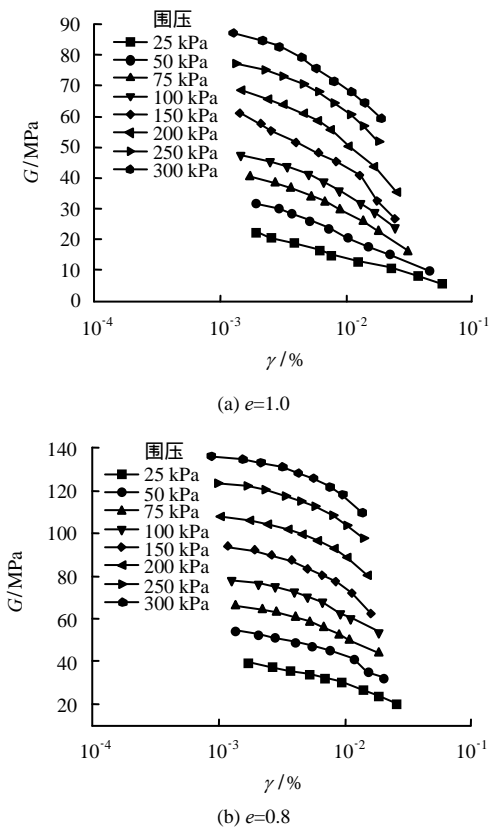 围压
25 kPa
50 kPa
75 kPa
100 kPa
150 kPa
200 kPa
250 kPa
300 kPa
G/MPa
90
80
70
60
50
40
30
20
10
0
10⁻⁴
10⁻³
10⁻²
10⁻¹
γ/%
(a) e=1.0
围压
25 kPa
50 kPa
75 kPa
100 kPa
150 kPa
200 kPa
250 kPa
300 kPa
G/MPa
140
120
100
80
60
40
20
10⁻⁴
10⁻³
10⁻²
10⁻¹
γ/%
(b) e=0.8